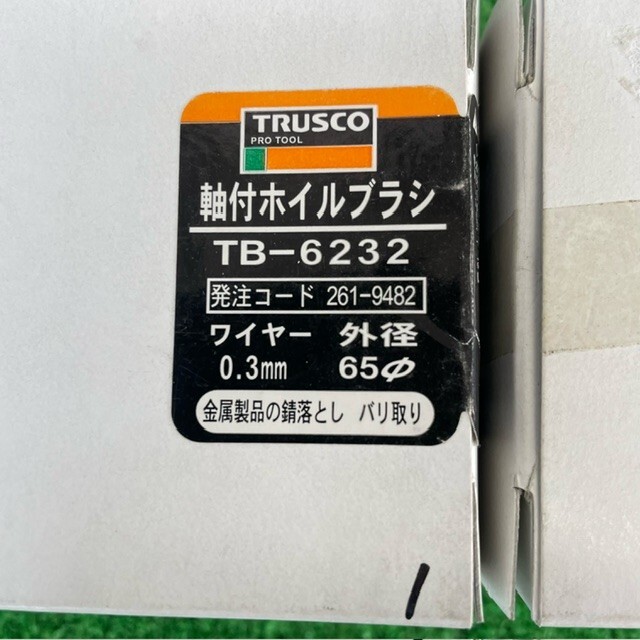 TRUSCO
PRO TOOL
軸付ホイルブラシ
TB-6232
発注コード 261-9482
ワイヤー 外径
0.3mm 65φ
金属製品の錆落とし バリ取り
1